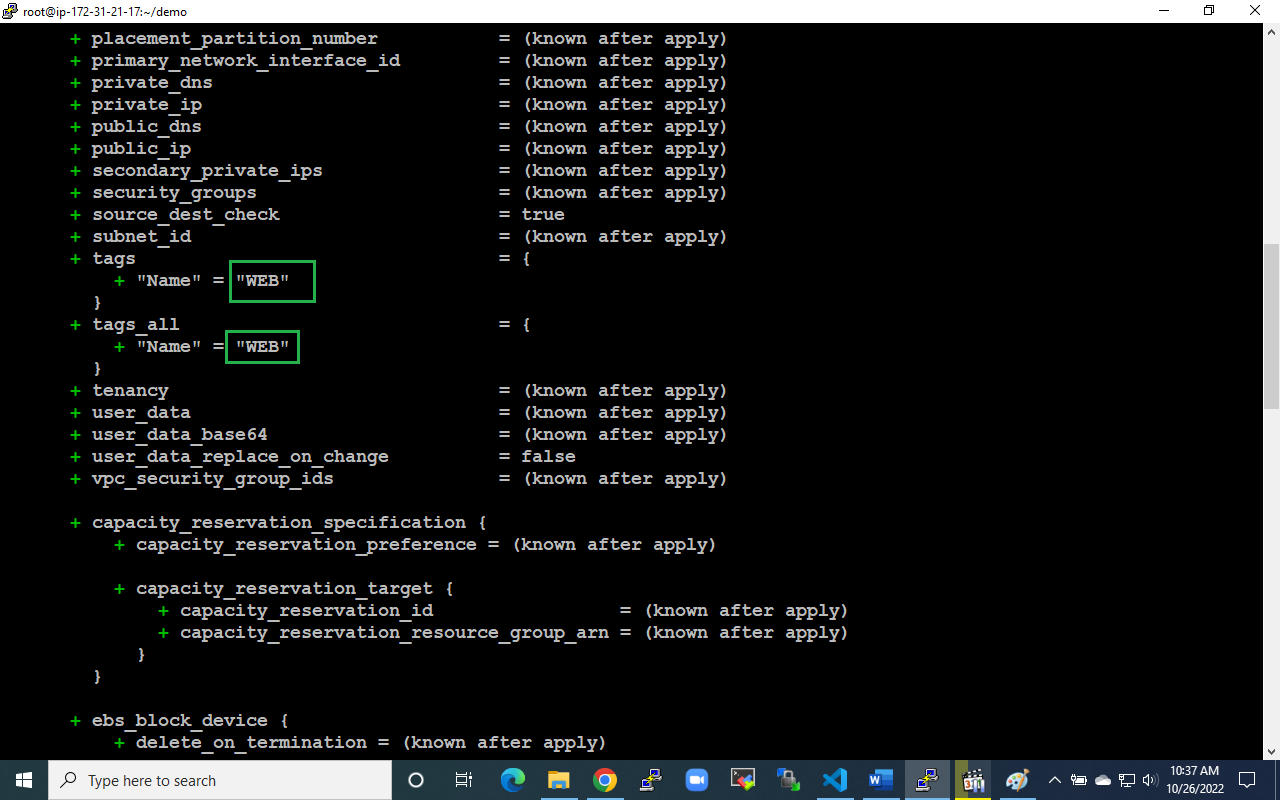 root@ip-172-31-21-17:~/demo
+ placement_partition_number = (known after apply)
+ primary_network_interface_id = (known after apply)
+ private_dns = (known after apply)
+ private_ip = (known after apply)
+ public_dns = (known after apply)
+ public_ip = (known after apply)
+ secondary_private_ips = (known after apply)
+ security_groups = (known after apply)
+ source_dest_check = true
+ subnet_id = (known after apply)
+ tags = {
+ "Name" = "WEB"
}
+ tags_all = {
+ "Name" = "WEB"
}
+ tenancy = (known after apply)
+ user_data = (known after apply)
+ user_data_base64 = (known after apply)
+ user_data_replace_on_change = false
+ vpc_security_group_ids = (known after apply)
+ capacity_reservation_specification {
+ capacity_reservation_preference = (known after apply)
+ capacity_reservation_target {
+ capacity_reservation_id = (known after apply)
+ capacity_reservation_resource_group_arn = (known after apply)
}
}
+ ebs_block_device {
+ delete_on_termination = (known after apply)
Type here to search
10:37 AM
10/26/2022